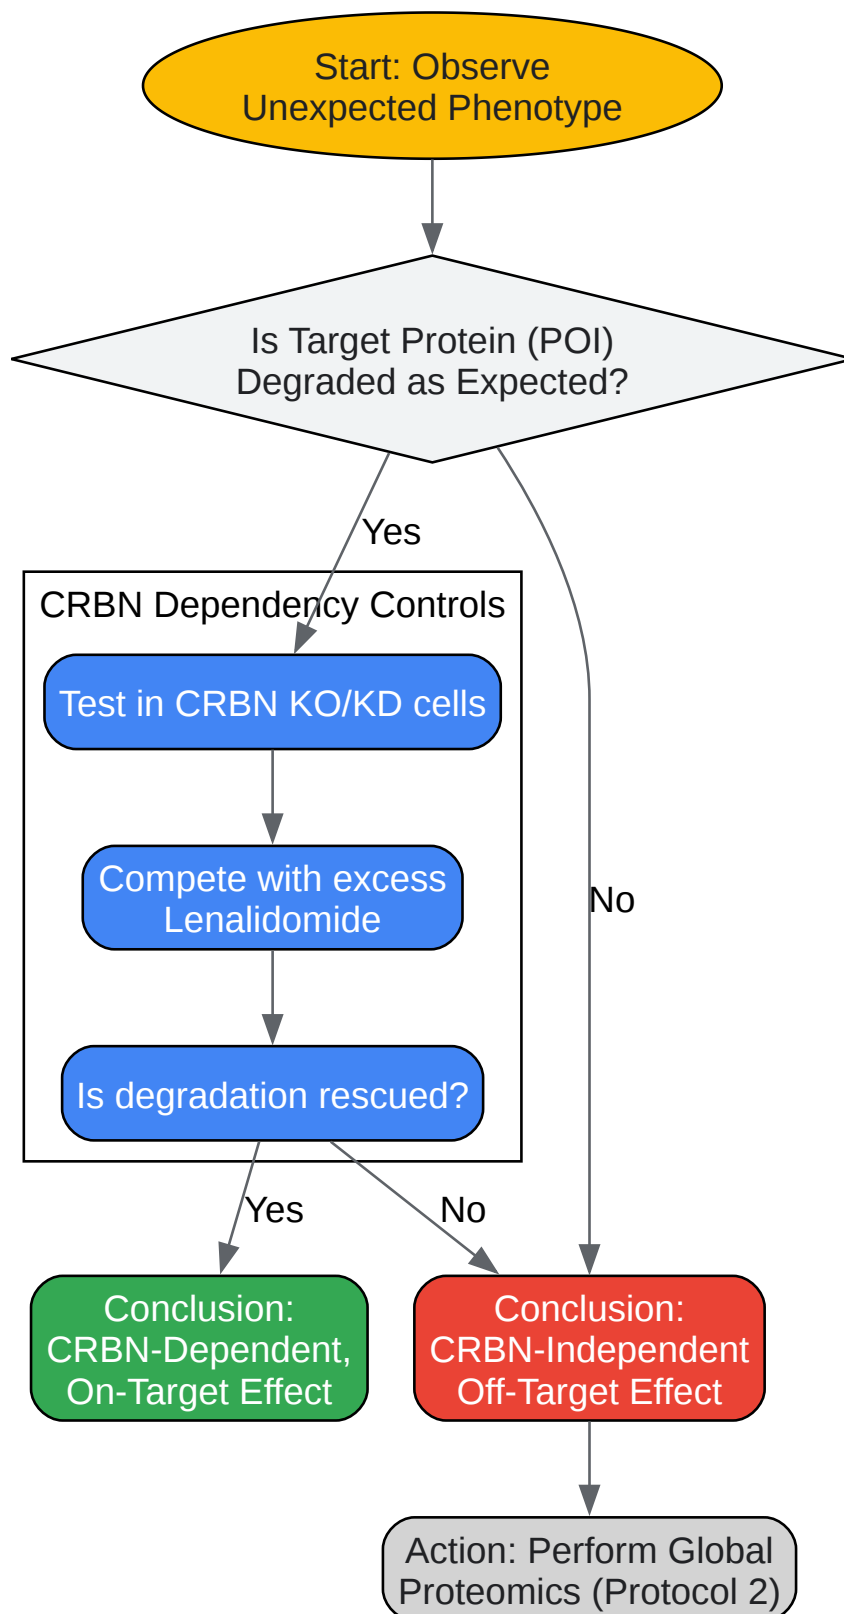 Start: Observe
Unexpected Phenotype
Is Target Protein (POI)
Degraded as Expected?
Yes
CRBN Dependency Controls
Test in CRBN KO/KD cells
Compete with excess
Lenalidomide
No
Is degradation rescued?
Yes
No
Conclusion:
CRBN-Dependent,
On-Target Effect
Conclusion:
CRBN-Independent
Off-Target Effect
Action: Perform Global
Proteomics (Protocol 2)